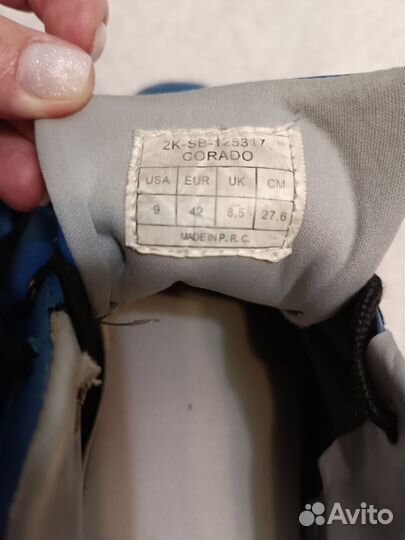 2K-SB-125317
CORADO
USA EUR UK CM
9 42 8.5 27.6
MADE IN P.R.C.
Avito